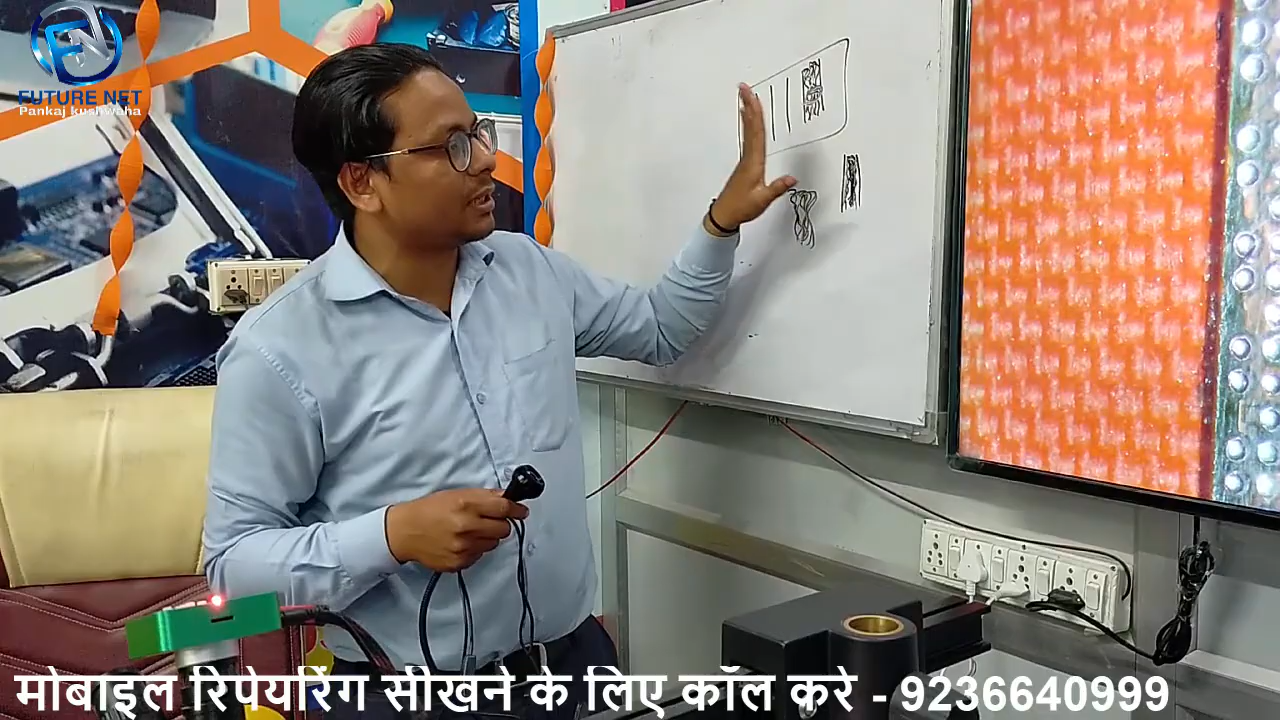 FUTURE NET
Pankaj kushwaha
मोबाइल रिपेयरिंग सीखने के लिए कॉल करे - 9236640999